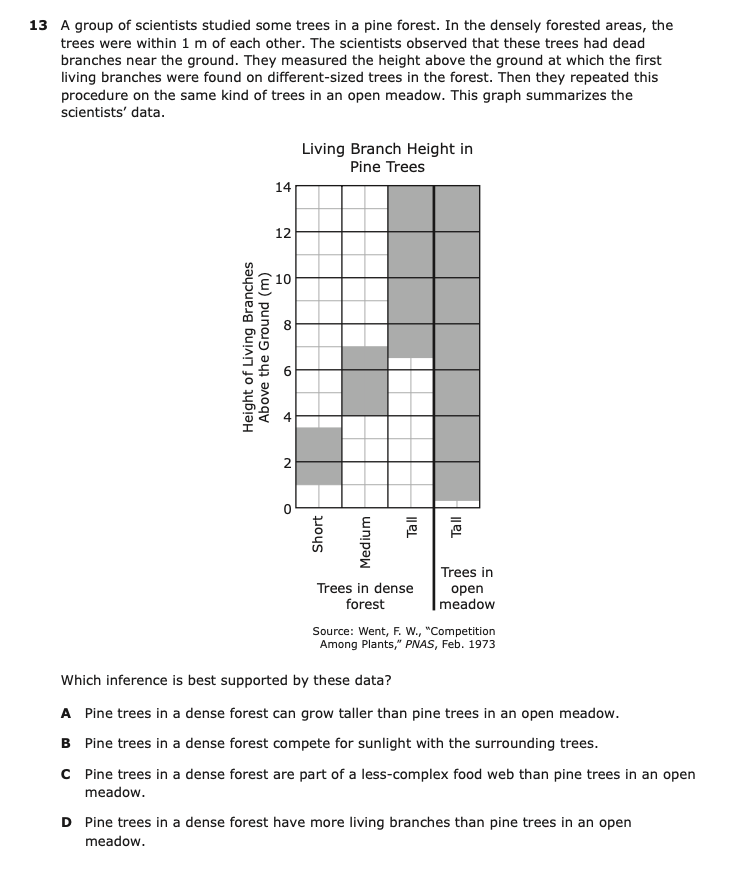 13 A group of scientists studied some trees in a pine forest. In the densely forested areas, the
trees were within 1 m of each other. The scientists observed that these trees had dead
branches near the ground. They measured the height above the ground at which the first
living branches were found on different-sized trees in the forest. Then they repeated this
procedure on the same kind of trees in an open meadow. This graph summarizes the
scientists’ data.
Living Branch Height in
Pine Trees
Height of Living Branches
Above the Ground (m)
14
12
10
8
6
4
2
0
Short
Medium
Tall
Tall
Trees in dense
forest
Trees in
open
meadow
Source: Went, F. W., “Competition
Among Plants,” PNAS, Feb. 1973
Which inference is best supported by these data?
A Pine trees in a dense forest can grow taller than pine trees in an open meadow.
B Pine trees in a dense forest compete for sunlight with the surrounding trees.
C Pine trees in a dense forest are part of a less-complex food web than pine trees in an open
meadow.
D Pine trees in a dense forest have more living branches than pine trees in an open
meadow.